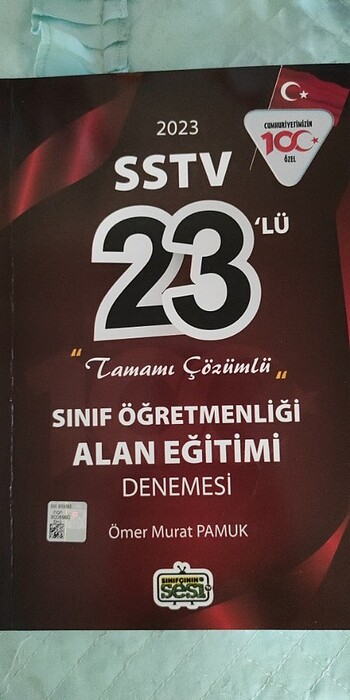 2023
CUMHURİYETİMİZİN
100
ÖZEL
SSTV
23'LÜ
"Tamamı Çözümlü"
SINIF ÖĞRETMENLİĞİ
ALAN EĞİTİMİ
DENEMESİ
Ömer Murat PAMUK
SINIFÇININ
sesi